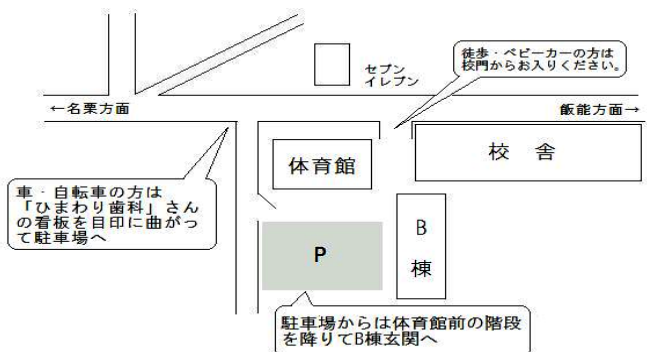 徒歩・ベビーカーの方は
校門からお入りください。
セブン
イレブン
←名栗方面
飯能方面→
体育館
校　舎
車・自転車の方は
「ひまわり歯科」さん
の看板を目印に曲がっ
て駐車場へ
P
B
棟
駐車場からは体育館前の階段
を降りてB棟玄関へ